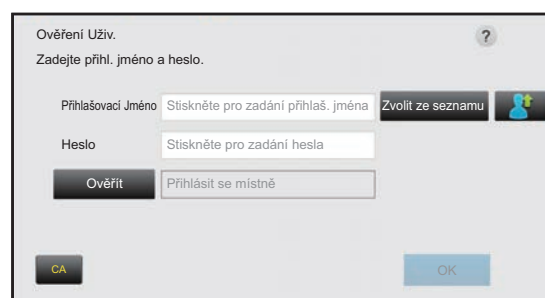 Ověření Uživ.
?
Zadejte přihl. jméno a heslo.
Přihlašovací Jméno Stiskněte pro zadání přihlaš. jména Zvolit ze seznamu
Heslo Stiskněte pro zadání hesla
Ověřit Přihlásit se místně
CA OK